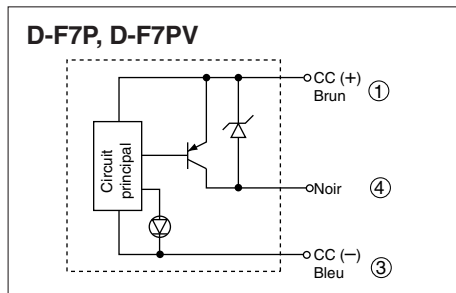 D-F7P, D-F7PV
CC (+)
Brun
①
Circuit
principal
Noir
④
CC (−)
Bleu
③